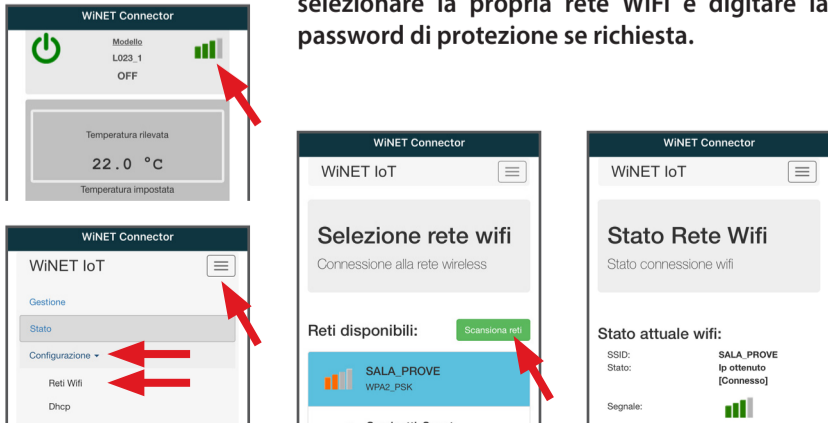 selezionare la propria rete WiFi e digitare la
password di protezione se richiesta.
WiNET Connector
Modello
L023_1
OFF
Temperatura rilevata
22.0 °C
Temperatura impostata
WiNET Connector
WiNET IoT
Gestione
Stato
Configurazione
Reti Wifi
Dhcp
WiNET Connector
WiNET IoT
Selezione rete wifi
Connessione alla rete wireless
Reti disponibili:
Scansiona reti
SALA_PROVE
WPA2_PSK
WiNET Connector
WiNET IoT
Stato Rete Wifi
Stato connessione wifi
Stato attuale wifi:
SSID: SALA_PROVE
Stato: Ip ottenuto
[Connesso]
Segnale: